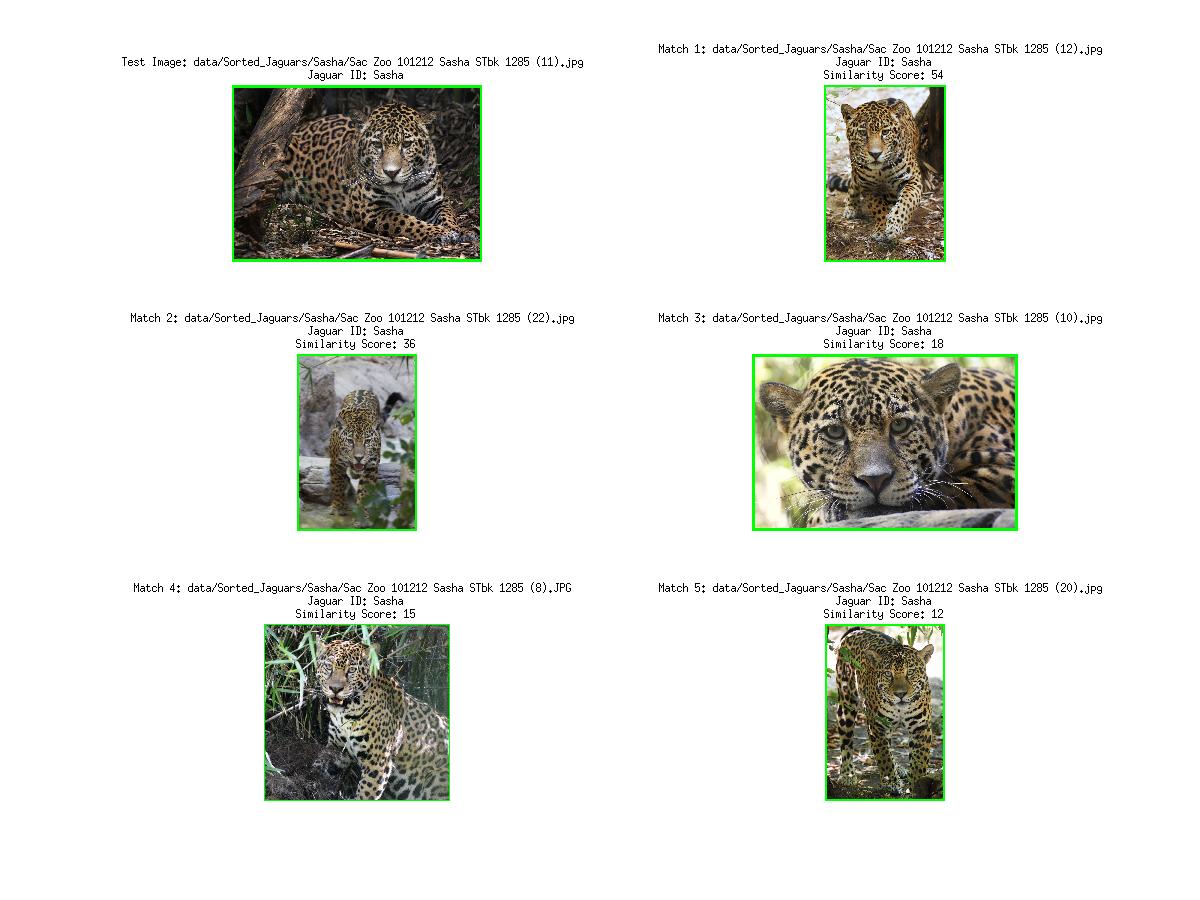 Test Image: data/Sorted_Jaguars/Sasha/Sac Zoo 101212 Sasha STbk 1285 (11).jpg
Jaguar ID: Sasha
Match 1: data/Sorted_Jaguars/Sasha/Sac Zoo 101212 Sasha STbk 1285 (12).jpg
Jaguar ID: Sasha
Similarity Score: 54
Match 2: data/Sorted_Jaguars/Sasha/Sac Zoo 101212 Sasha STbk 1285 (22).jpg
Jaguar ID: Sasha
Similarity Score: 36
Match 3: data/Sorted_Jaguars/Sasha/Sac Zoo 101212 Sasha STbk 1285 (10).jpg
Jaguar ID: Sasha
Similarity Score: 18
Match 4: data/Sorted_Jaguars/Sasha/Sac Zoo 101212 Sasha STbk 1285 (8).JPG
Jaguar ID: Sasha
Similarity Score: 15
Match 5: data/Sorted_Jaguars/Sasha/Sac Zoo 101212 Sasha STbk 1285 (20).jpg
Jaguar ID: Sasha
Similarity Score: 12